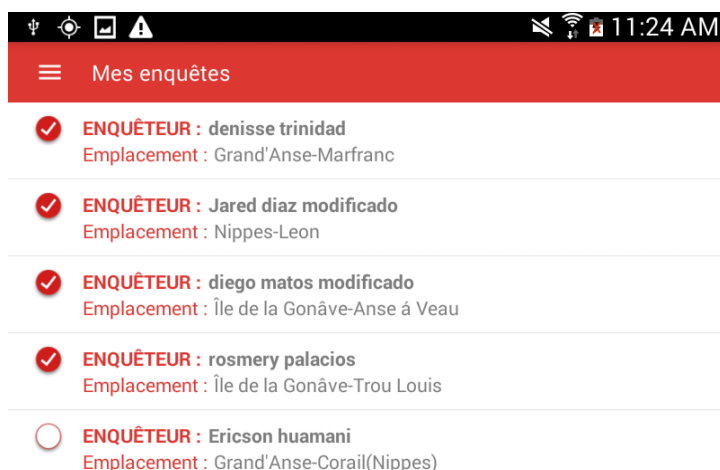 11:24 AM
Mes enquêtes
ENQUÊTEUR : denisse trinidad
Emplacement : Grand'Anse-Marfranc
ENQUÊTEUR : Jared diaz modificado
Emplacement : Nippes-Leon
ENQUÊTEUR : diego matos modificado
Emplacement : Île de la Gonâve-Anse á Veau
ENQUÊTEUR : rosmery palacios
Emplacement : Île de la Gonâve-Trou Louis
ENQUÊTEUR : Ericson huamani
Emplacement : Grand'Anse-Corail(Nippes)